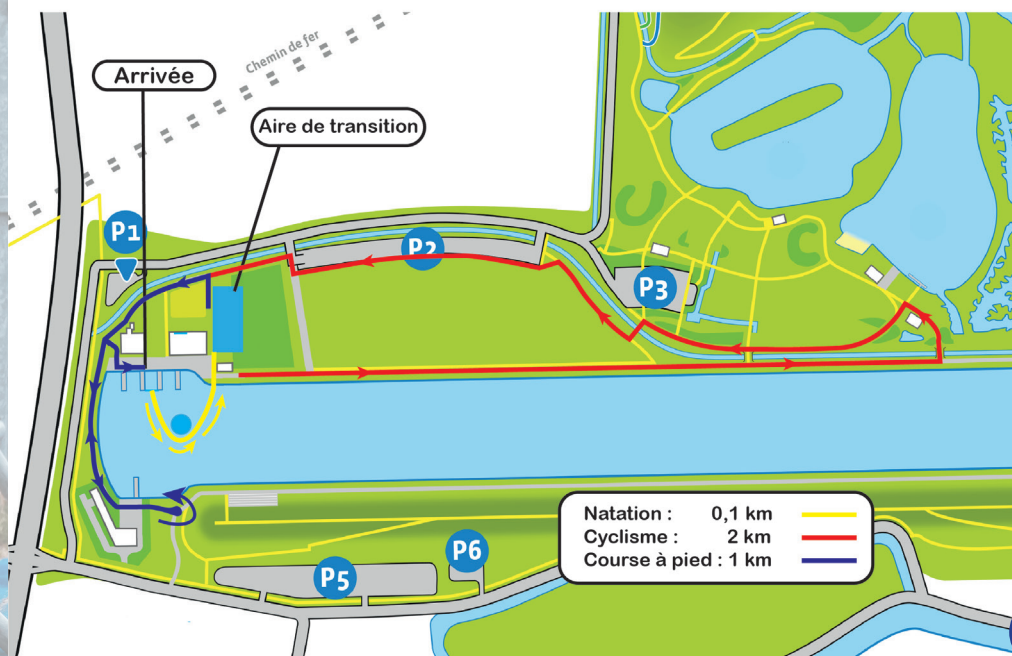 Chemin de fer
Arrivée
Aire de transition
P1
P2
P3
Natation : 0,1 km
Cyclisme : 2 km
Course à pied : 1 km
P6
P5